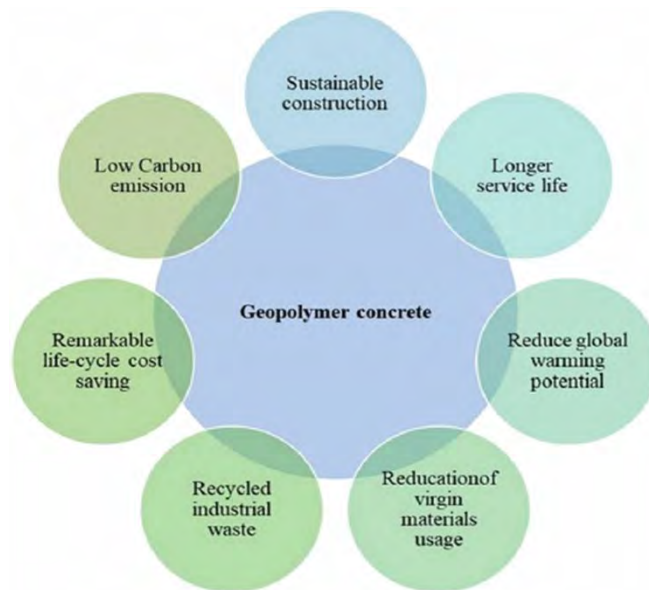 Sustainable
construction
Low Carbon
emission
Longer
service life
Geopolymer concrete
Remarkable
life-cycle cost
saving
Reduce global
warming
potential
Recycled
industrial
waste
Reducationof
virgin
materials
usage